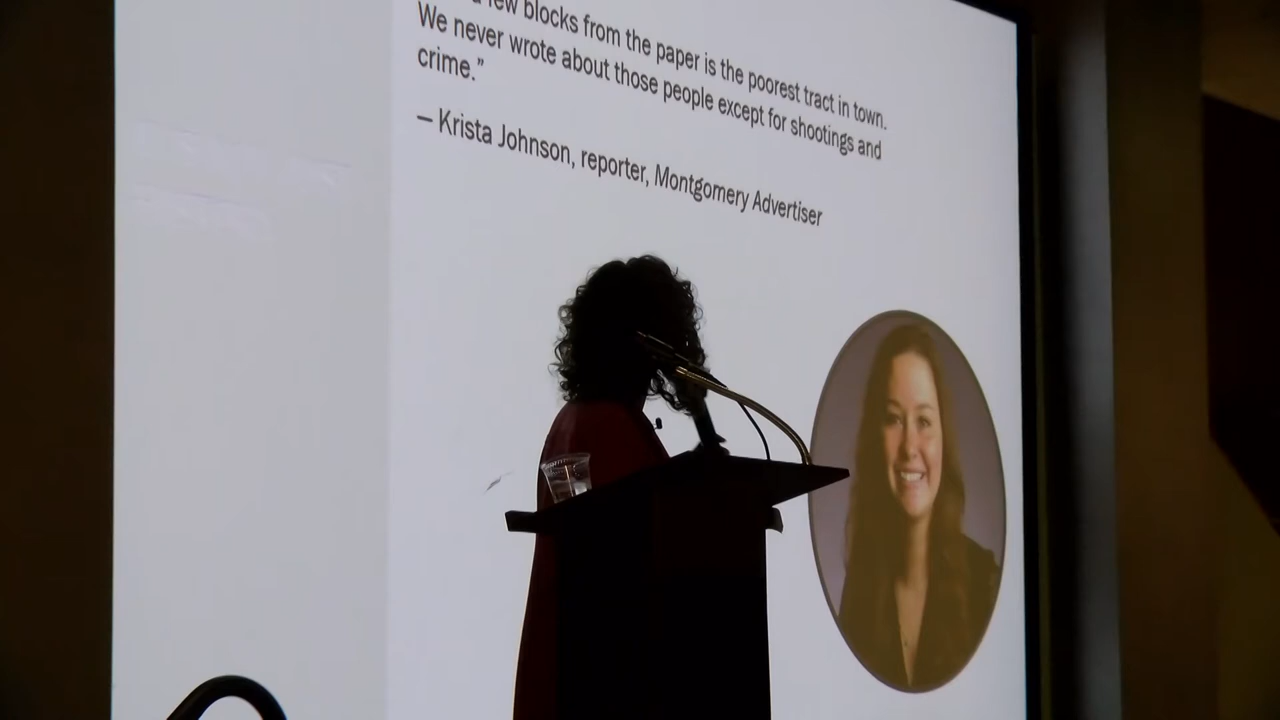 few blocks from the paper is the poorest tract in town.
We never wrote about those people except for shootings and
crime.”
– Krista Johnson, reporter, Montgomery Advertiser